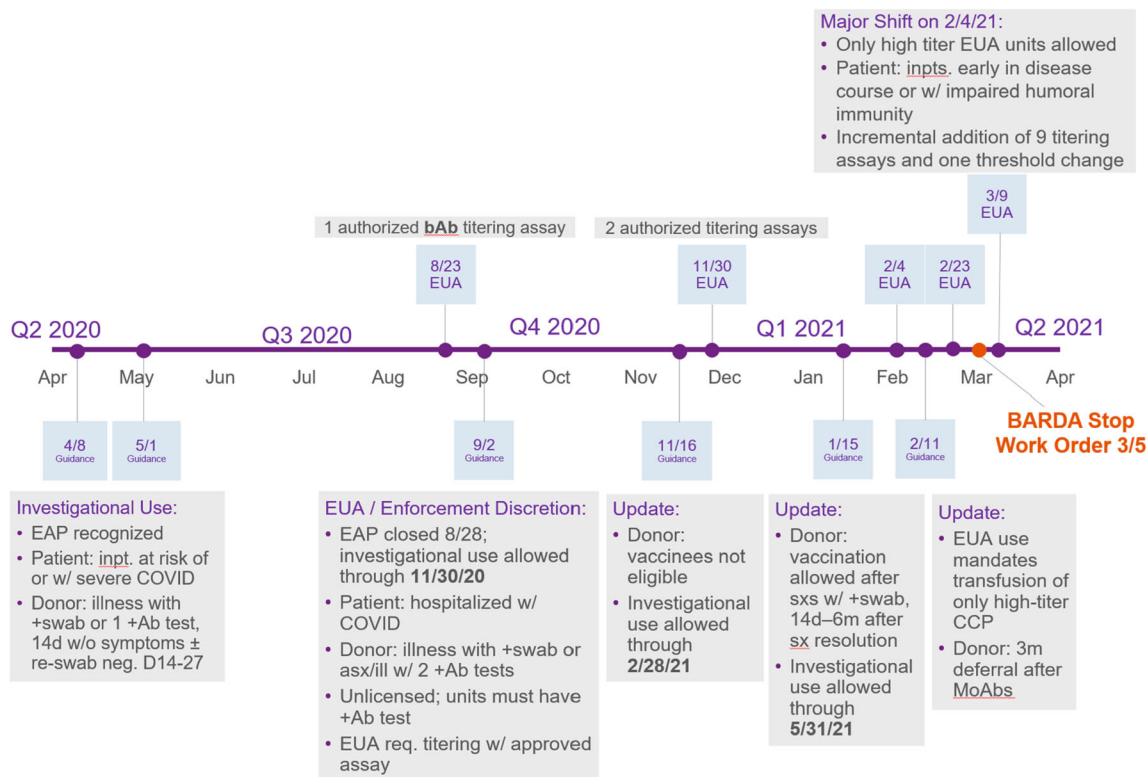 Major Shift on 2/4/21:
• Only high titer EUA units allowed
• Patient: inpts. early in disease
course or w/ impaired humoral
immunity
• Incremental addition of 9 titering
assays and one threshold change
3/9
EUA
1 authorized bAb titering assay
2 authorized titering assays
8/23
EUA
11/30
EUA
2/4
EUA
2/23
EUA
Q2 2020
Q3 2020
Q4 2020
Q1 2021
Q2 2021
Apr
May
Jun
Jul
Aug
Sep
Oct
Nov
Dec
Jan
Feb
Mar
Apr
BARDA Stop
Work Order 3/5
4/8
Guidance
5/1
Guidance
9/2
Guidance
11/16
Guidance
1/15
Guidance
2/11
Guidance
Investigational Use:
• EAP recognized
• Patient: inpt. at risk of
or w/ severe COVID
• Donor: illness with
+swab or 1 +Ab test,
14d w/o symptoms ±
re-swab neg. D14-27
EUA / Enforcement Discretion:
• EAP closed 8/28;
investigational use allowed
through 11/30/20
• Patient: hospitalized w/
COVID
• Donor: illness with +swab or
asx/ill w/ 2 +Ab tests
• Unlicensed; units must have
+Ab test
• EUA req. titering w/ approved
assay
Update:
• Donor:
vaccinees not
eligible
• Investigational
use allowed
through
2/28/21
Update:
• Donor:
vaccination
allowed after
sxs w/ +swab,
14d–6m after
sx resolution
• Investigational
use allowed
through
5/31/21
Update:
• EUA use
mandates
transfusion of
only high-titer
CCP
• Donor: 3m
deferral after
MoAbs